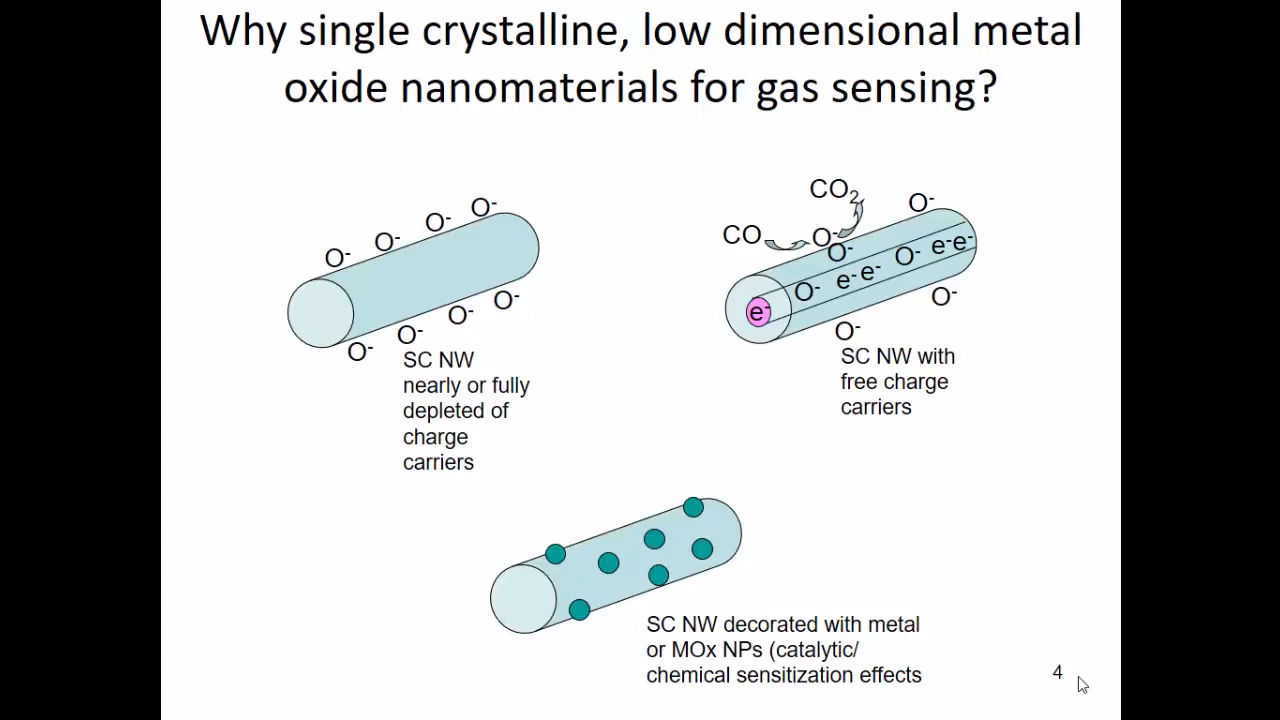 Why single crystalline, low dimensional metal
oxide nanomaterials for gas sensing?
O- O- O- O-
O- O- O- O-
SC NW
nearly or fully
depleted of
charge
carriers
CO2
CO
O-
O-
O-
O- e- e- O- e- e-
e-
O-
O-
SC NW with
free charge
carriers
SC NW decorated with metal
or MOx NPs (catalytic/
chemical sensitization effects
4